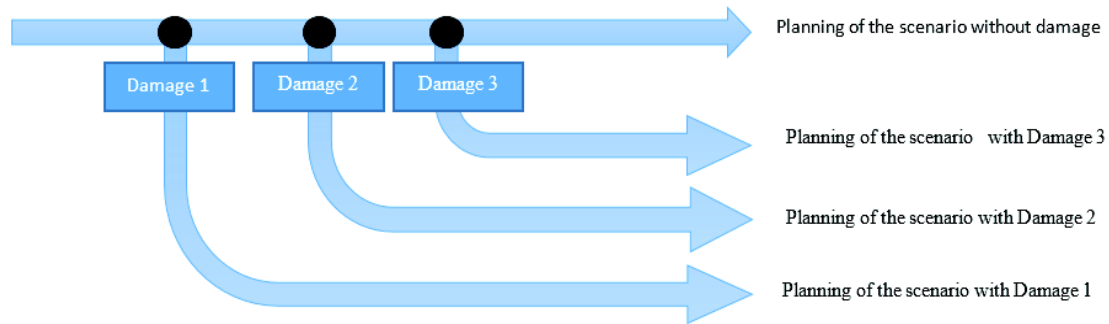 Planning of the scenario without damage
Damage 1
Damage 2
Damage 3
Planning of the scenario with Damage 3
Planning of the scenario with Damage 2
Planning of the scenario with Damage 1